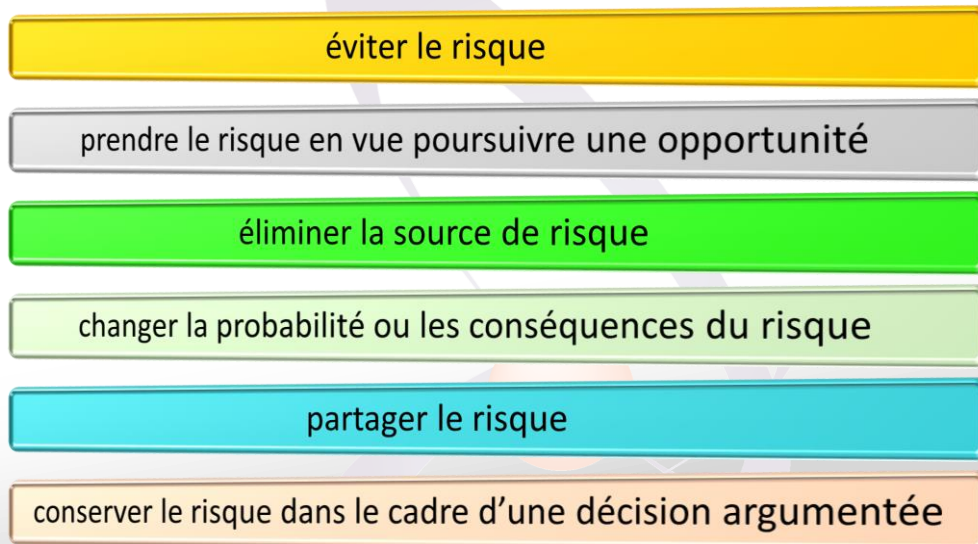 éviter le risque
prendre le risque en vue poursuivre une opportunité
éliminer la source de risque
changer la probabilité ou les conséquences du risque
partager le risque
conserver le risque dans le cadre d’une décision argumentée